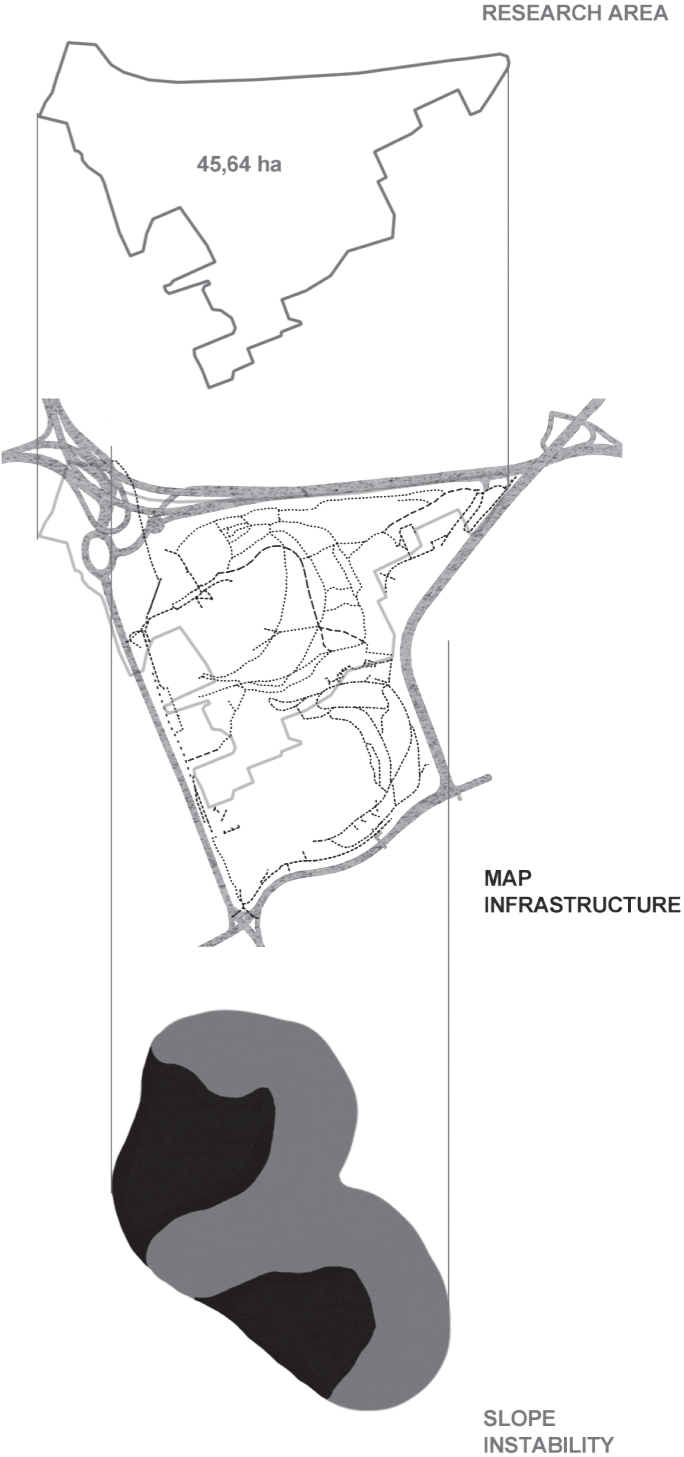 RESEARCH AREA
45,64 ha
MAP
INFRASTRUCTURE
SLOPE
INSTABILITY